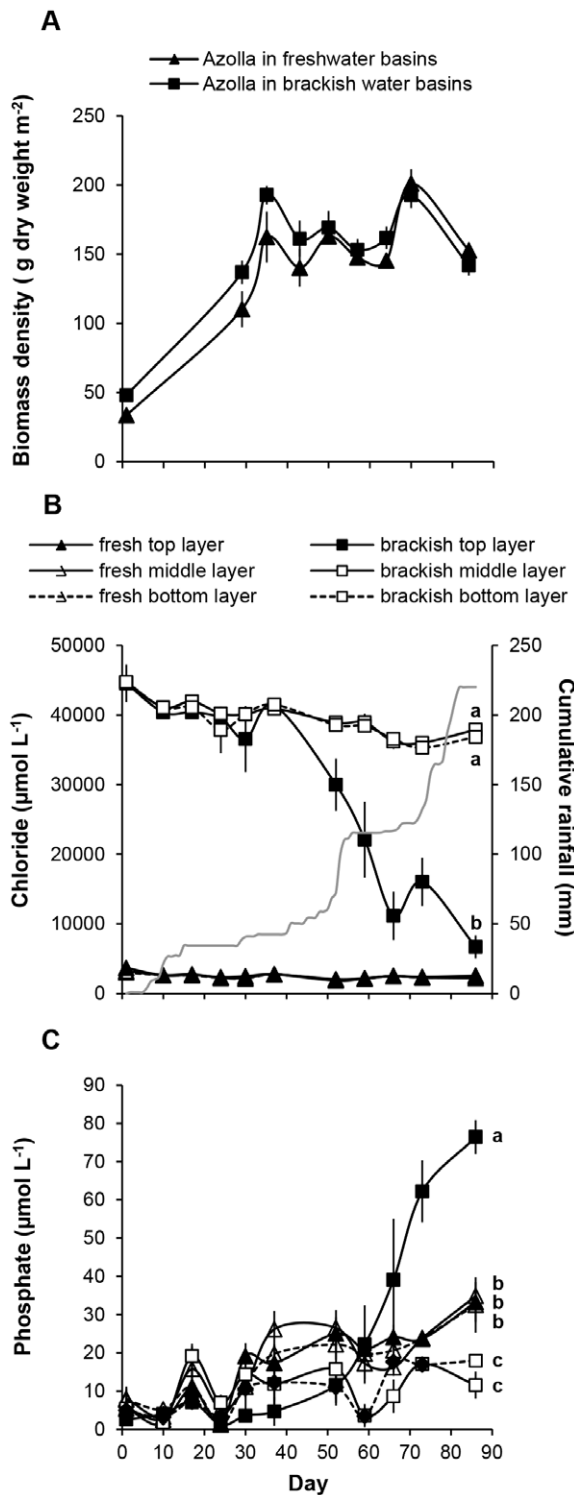 A
Azolla in freshwater basins
Azolla in brackish water basins
Biomass density ( g dry weight m-2)
250
200
150
100
50
0
B
fresh top layer
brackish top layer
fresh middle layer
brackish middle layer
fresh bottom layer
brackish bottom layer
Chloride (µmol L-1)
50000
40000
30000
20000
10000
0
250
200
150
100
50
0
Cumulative rainfall (mm)
a
a
b
C
Phosphate (µmol L-1)
90
80
70
60
50
40
30
20
10
0
a
b
b
b
c
c
0 10 20 30 40 50 60 70 80 90 100
Day